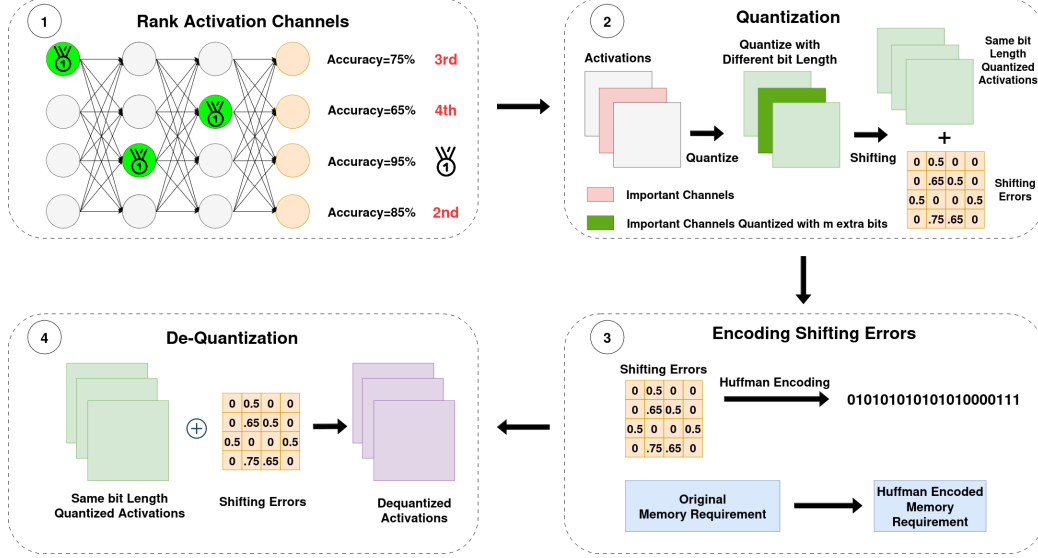 1
Rank Activation Channels
1
1
1
Accuracy=75% 3rd
Accuracy=65% 4th
Accuracy=95% 1
Accuracy=85% 2nd
2
Quantization
Activations
Quantize with
Different bit Length
Same bit
Length
Quantized
Activations
Quantize
Shifting
+
0 0.5 0 0
0 .65 0.5 0
0.5 0 0 0.5
0 .75 .65 0
Shifting
Errors
Important Channels
Important Channels Quantized with m extra bits
4
De-Quantization
0 0.5 0 0
0 .65 0.5 0
0.5 0 0 0.5
0 .75 .65 0
Same bit Length
Quantized Activations
Shifting Errors
Dequantized
Activations
3
Encoding Shifting Errors
Shifting Errors
0 0.5 0 0
0 .65 0.5 0
0.5 0 0 0.5
0 .75 .65 0
Huffman Encoding
010101010101010000111
Original
Memory Requirement
Huffman Encoded
Memory
Requirement